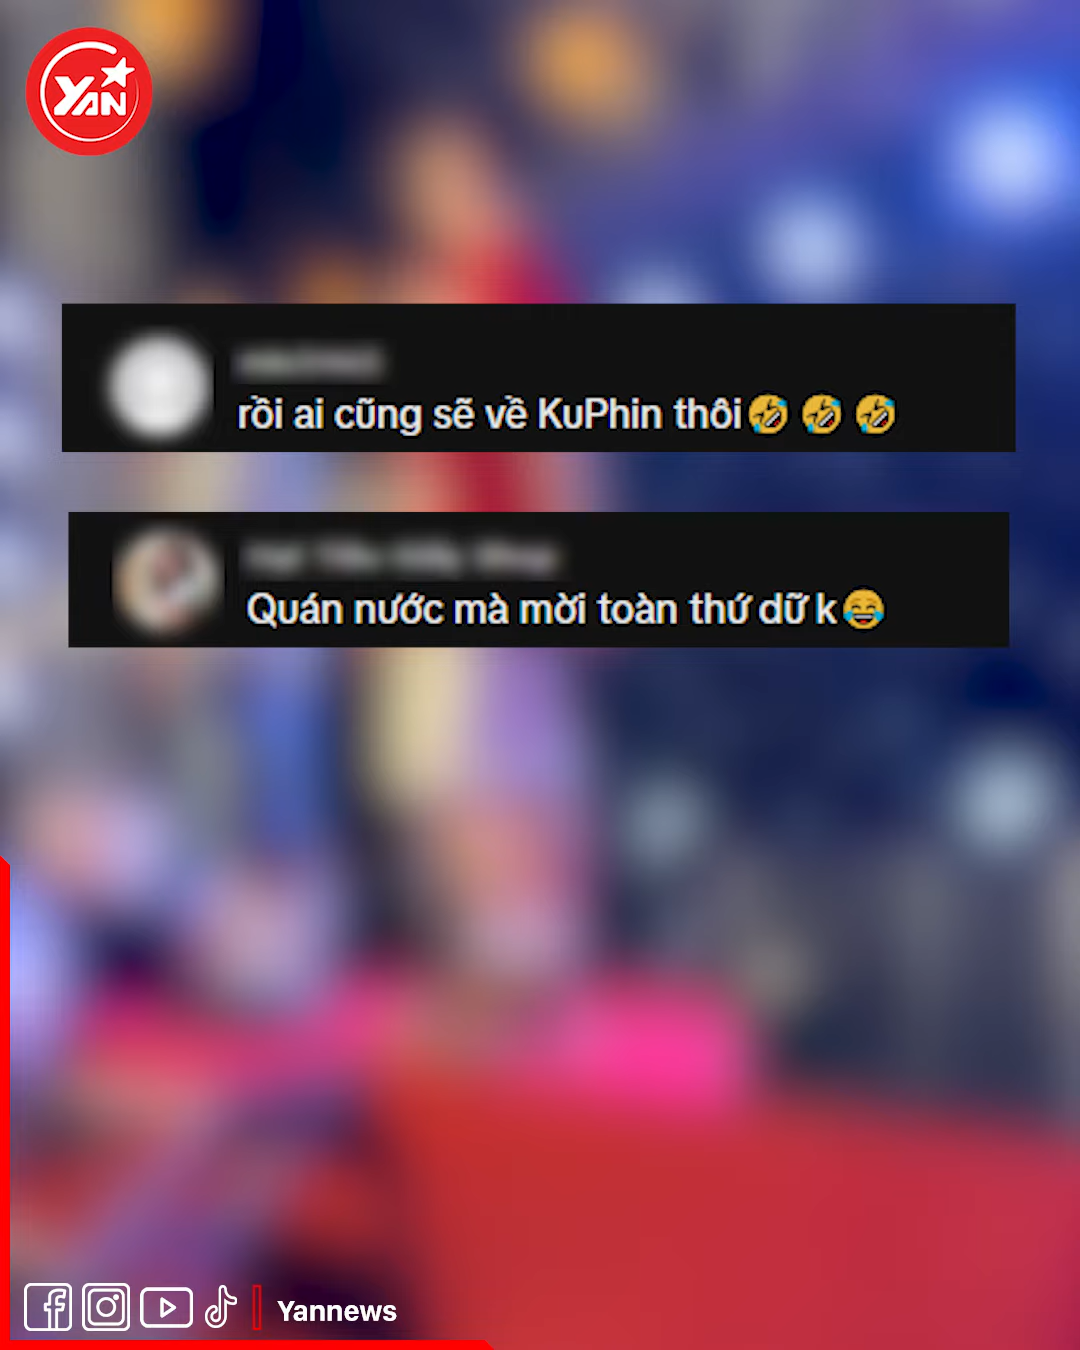 YAN
rồi ai cũng sẽ về KuPhin thôi🤣 🤣 🤣
Quán nước mà mời toàn thứ dữ k😂
Yannews